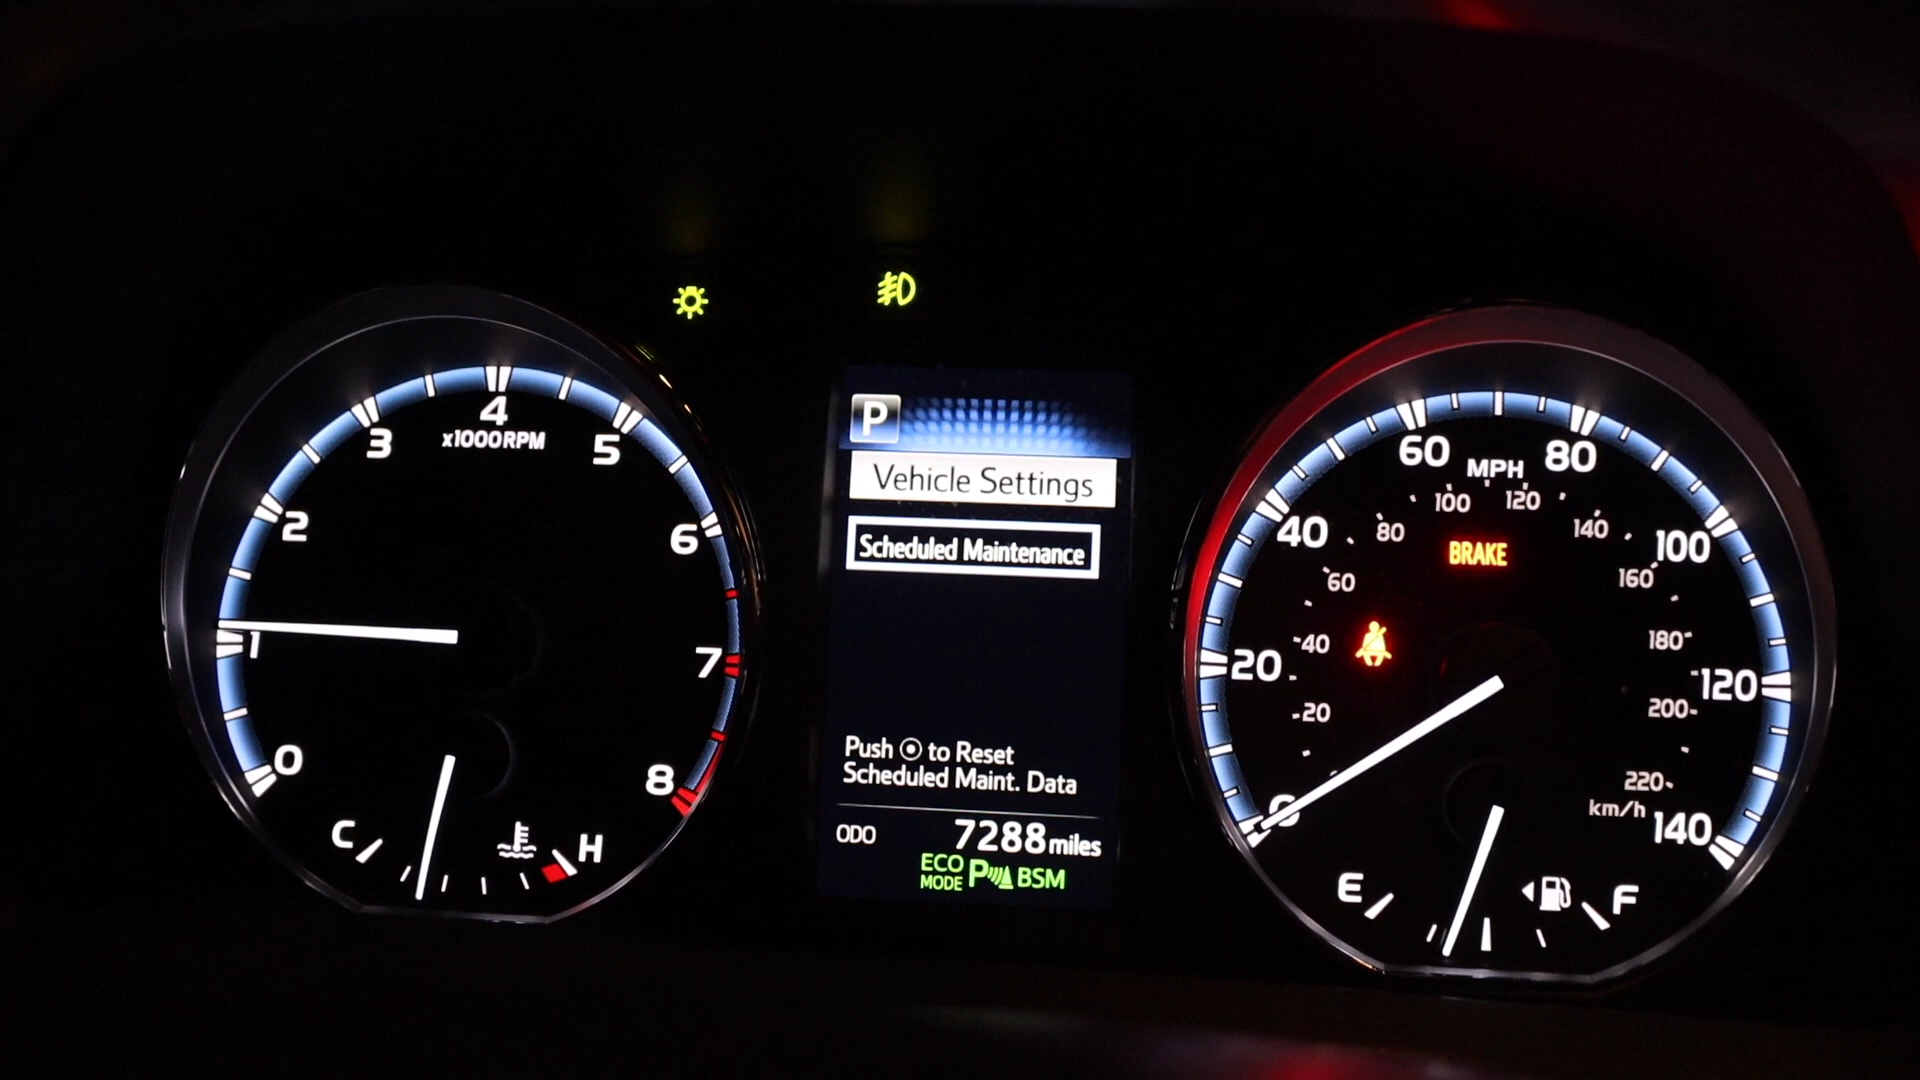 4
x1000RPM
3
5
2
6
1
7
0
8
C
H
P
Vehicle Settings
Scheduled Maintenance
Push to Reset
Scheduled Maint. Data
ODO 7288 miles
ECO MODE P BSM
60 MPH 80
100 120
40 80 BRAKE 140 100
60 160
20 40 180 120
20 200
0 220
km/h 140
E F